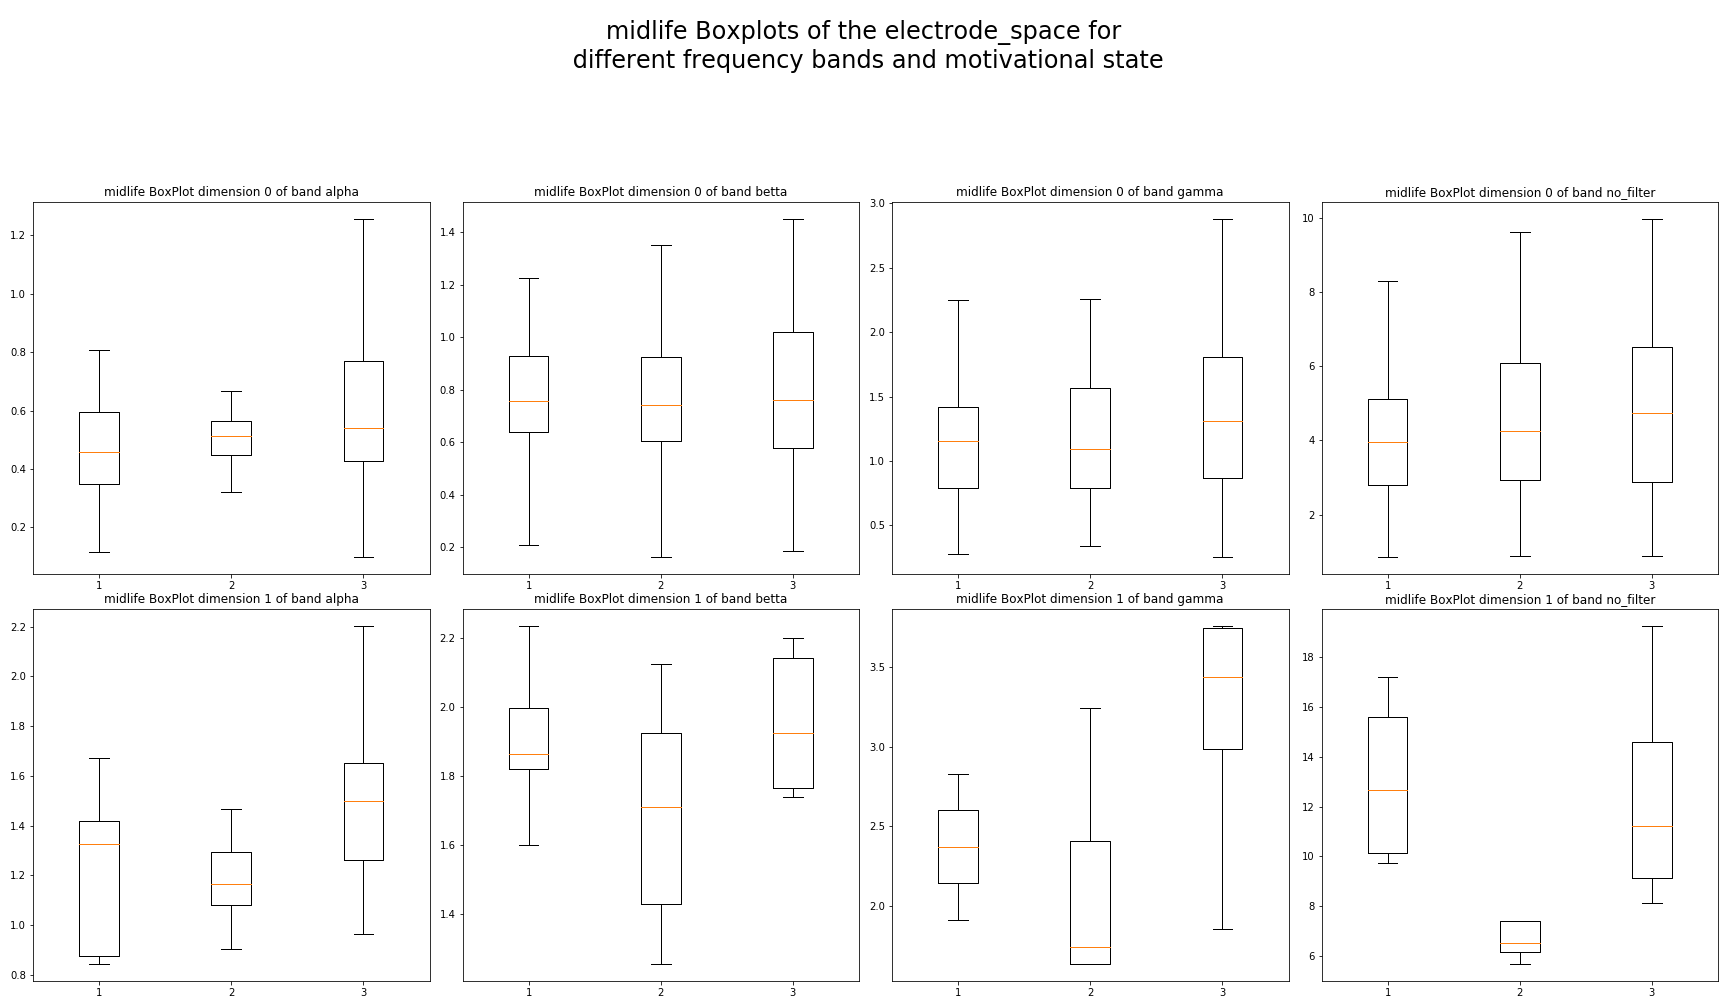 midlife Boxplots of the electrode_space for
different frequency bands and motivational state
midlife BoxPlot dimension 0 of band alpha
1.2
1.0
0.8
0.6
0.4
0.2
1 2 3
midlife BoxPlot dimension 0 of band betta
1.4
1.2
1.0
0.8
0.6
0.4
0.2
1 2 3
midlife BoxPlot dimension 0 of band gamma
3.0
2.5
2.0
1.5
1.0
0.5
1 2 3
midlife BoxPlot dimension 0 of band no_filter
10
8
6
4
2
1 2 3
midlife BoxPlot dimension 1 of band alpha
2.2
2.0
1.8
1.6
1.4
1.2
1.0
0.8
1 2 3
midlife BoxPlot dimension 1 of band betta
2.2
2.0
1.8
1.6
1.4
1 2 3
midlife BoxPlot dimension 1 of band gamma
3.5
3.0
2.5
2.0
1 2 3
midlife BoxPlot dimension 1 of band no_filter
18
16
14
12
10
8
6
1 2 3